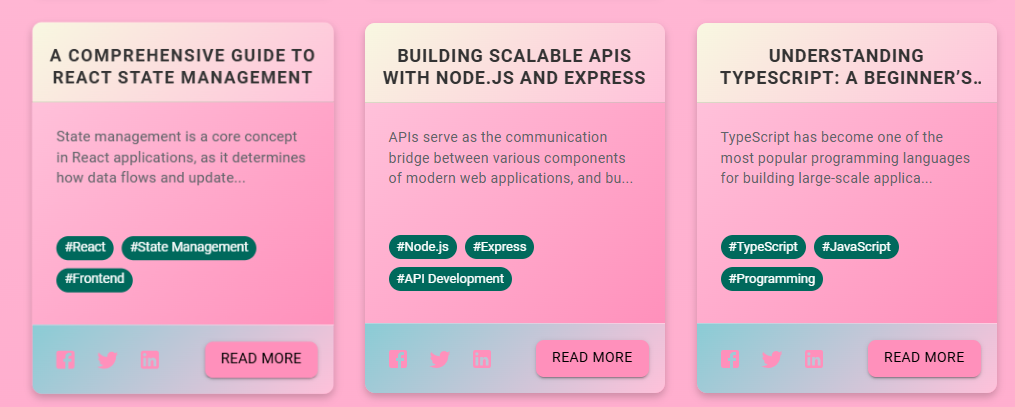 A COMPREHENSIVE GUIDE TO
REACT STATE MANAGEMENT
State management is a core concept
in React applications, as it determines
how data flows and update...
#React #State Management
#Frontend
READ MORE
BUILDING SCALABLE APIS
WITH NODE.JS AND EXPRESS
APIs serve as the communication
bridge between various components
of modern web applications, and bu...
#Node.js #Express
#API Development
READ MORE
UNDERSTANDING
TYPESCRIPT: A BEGINNER'S…
TypeScript has become one of the
most popular programming languages
for building large-scale applica...
#TypeScript #JavaScript
#Programming
READ MORE